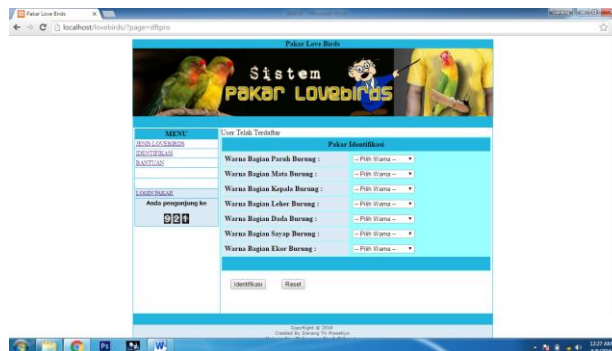 Pakar Love Birds
localhost/lovebirds/?page=dftpro
Pakar Love Birds
Sistem
Pakar Lovebirds
MENU
JENIS LOVEBIRDS
IDENTIFIKASI
BANTUAN
LOGIN PAKAR
Anda pengunjung ke
921
User Telah Terdaftar
Pakar Identifikasi
Warna Bagian Paruh Burung : -- Pilih Warna --
Warna Bagian Mata Burung : -- Pilih Warna --
Warna Bagian Kepala Burung : -- Pilih Warna --
Warna Bagian Leher Burung : -- Pilih Warna --
Warna Bagian Dada Burung : -- Pilih Warna --
Warna Bagian Sayap Burung : -- Pilih Warna --
Warna Bagian Ekor Burung : -- Pilih Warna --
Identifikasi Reset
CopyRight @ 2016
Created By
Ps
W
12:27 AM